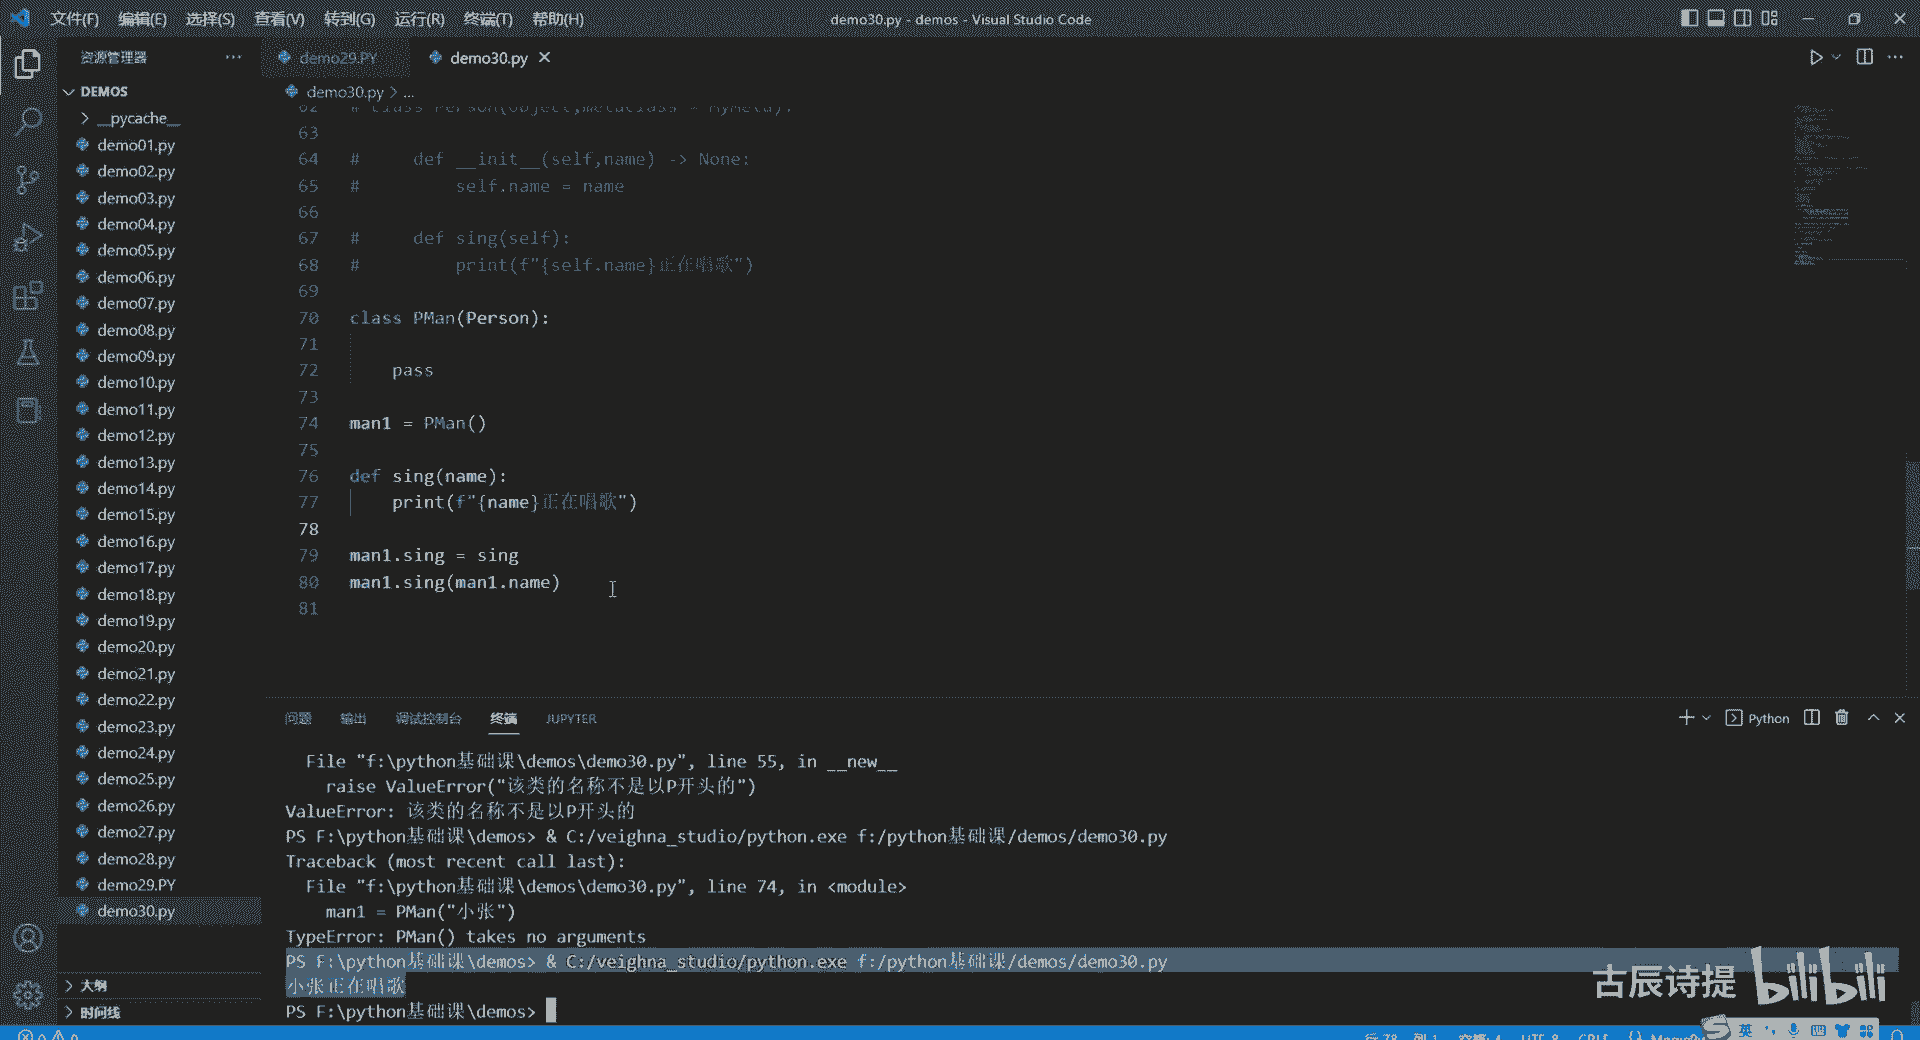 文件(F) 编辑(E) 选择(S) 查看(V) 转到(G) 运行(R) 终端(T) 帮助(H)
demo30.py - demos - Visual Studio Code
资源管理器
DEMOS
__pycache__
demo01.py
demo02.py
demo03.py
demo04.py
demo05.py
demo06.py
demo07.py
demo08.py
demo09.py
demo10.py
demo11.py
demo12.py
demo13.py
demo14.py
demo15.py
demo16.py
demo17.py
demo18.py
demo19.py
demo20.py
demo21.py
demo22.py
demo23.py
demo24.py
demo25.py
demo26.py
demo27.py
demo28.py
demo29.PY
demo30.py
大纲
时间线
demo29.PY
demo30.py
demo30.py > ...
62 # class Person(object,metaclass = MyMeta):
63
64 #     def __init__(self,name) -> None:
65 #         self.name = name
66
67 #     def sing(self):
68 #         print(f"{self.name}正在唱歌")
69
70 class PMan(Person):
71
72     pass
73
74 man1 = PMan()
75
76 def sing(name):
77     print(f"{name}正在唱歌")
78
79 man1.sing = sing
80 man1.sing(man1.name)
81
问题 输出 调试控制台 终端 JUPYTER
Python
File "f:\python基础课\demos\demo30.py", line 55, in __new__
raise ValueError("该类的名称不是以P开头的")
ValueError: 该类的名称不是以P开头的
PS F:\python基础课\demos> & C:/veighna_studio/python.exe f:/python基础课/demos/demo30.py
Traceback (most recent call last):
File "f:\python基础课\demos\demo30.py", line 74, in <module>
man1 = PMan("小张")
TypeError: PMan() takes no arguments
PS F:\python基础课\demos> & C:/veighna_studio/python.exe f:/python基础课/demos/demo30.py
小张正在唱歌
PS F:\python基础课\demos>
古辰诗提 bilibili
英